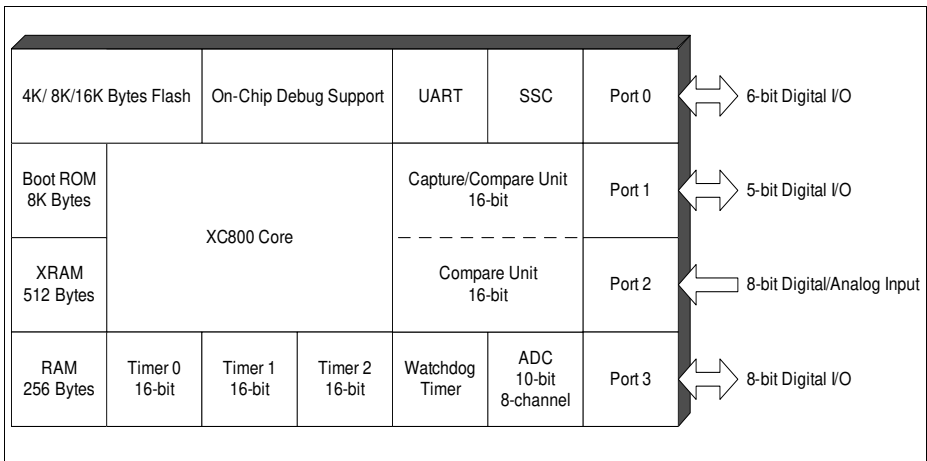 4K/ 8K/16K Bytes Flash
On-Chip Debug Support
UART
SSC
Port 0
6-bit Digital I/O
Boot ROM
8K Bytes
XC800 Core
Capture/Compare Unit
16-bit
Port 1
5-bit Digital I/O
XRAM
512 Bytes
Compare Unit
16-bit
Port 2
8-bit Digital/Analog Input
RAM
256 Bytes
Timer 0
16-bit
Timer 1
16-bit
Timer 2
16-bit
Watchdog
Timer
ADC
10-bit
8-channel
Port 3
8-bit Digital I/O